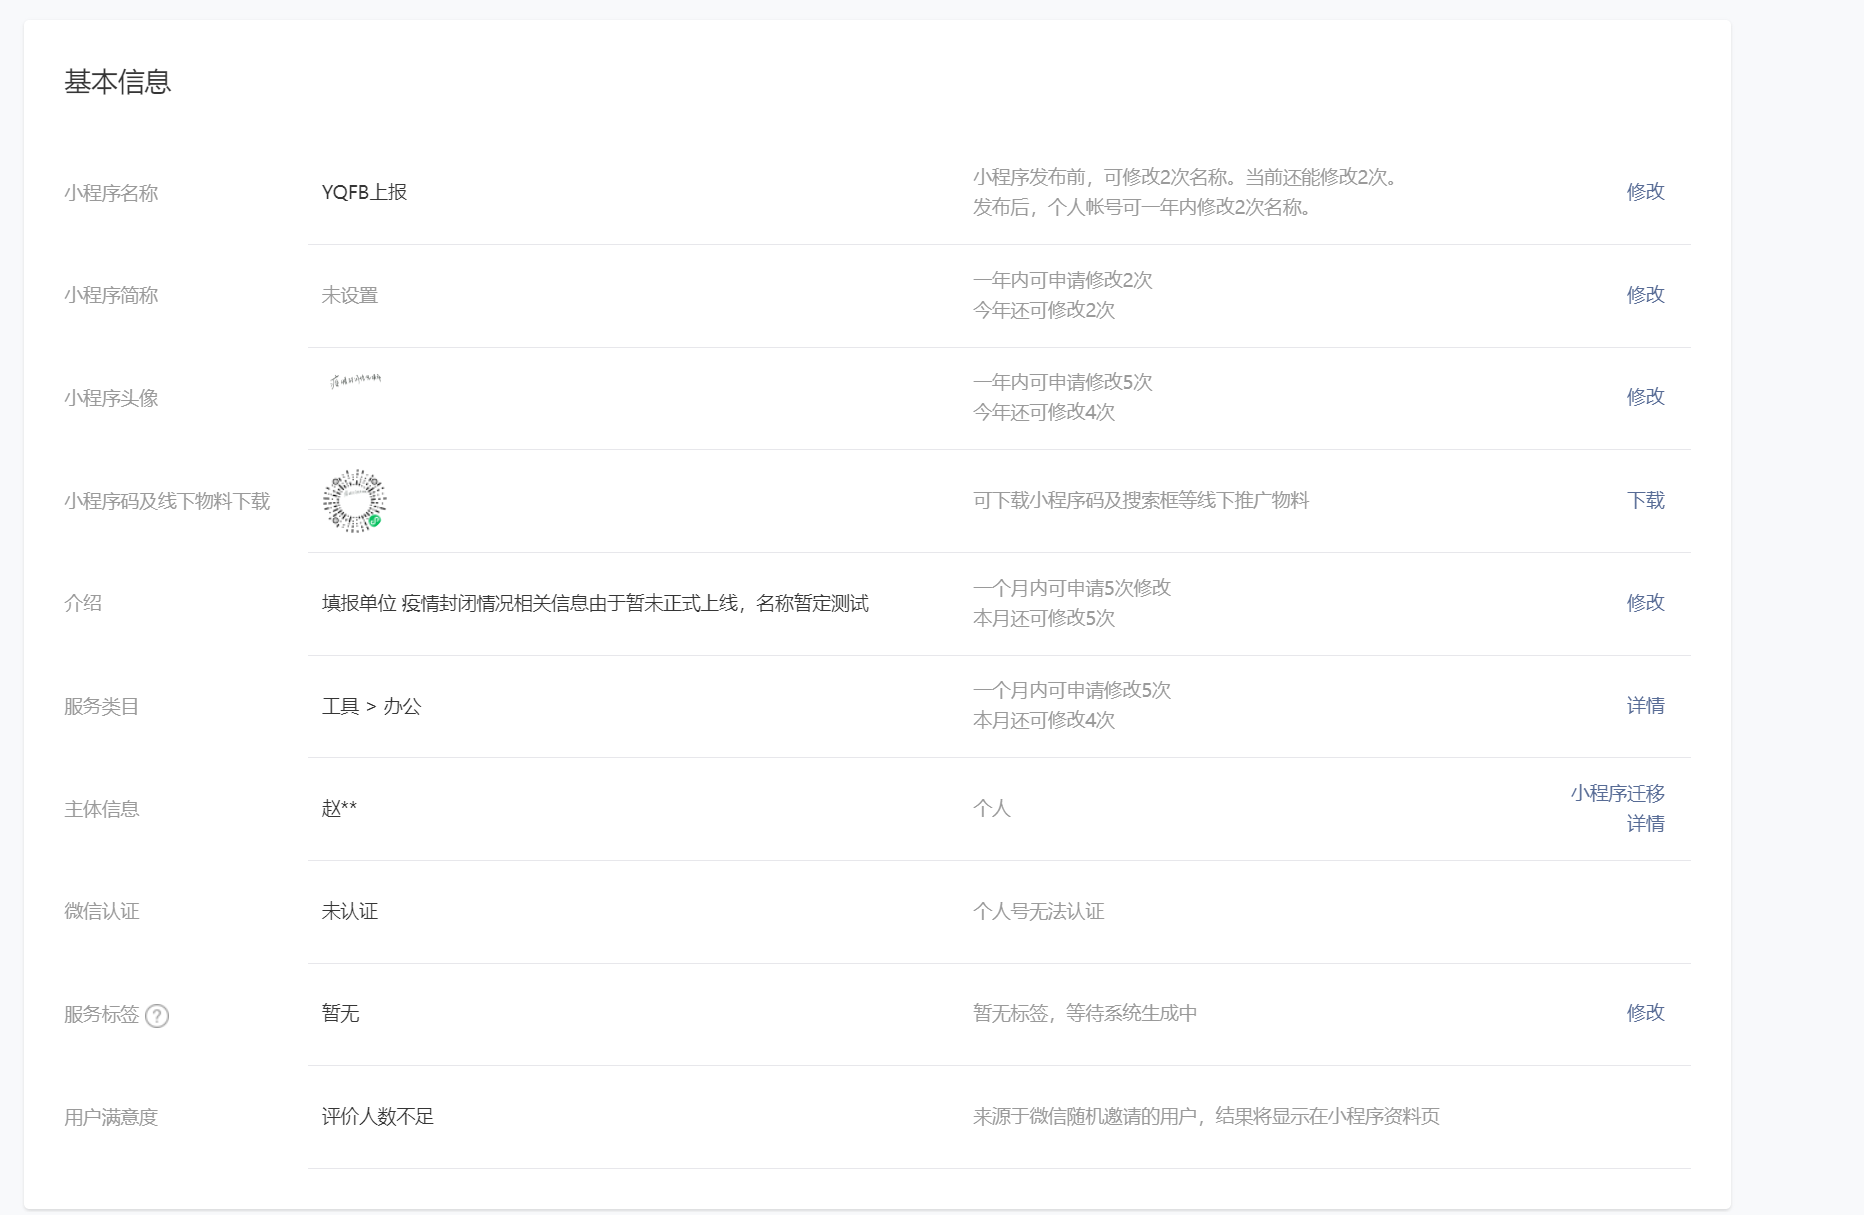 基本信息
小程序名称
YQFB上报
小程序发布前，可修改2次名称。当前还能修改2次。
发布后，个人帐号可一年内修改2次名称。
修改
小程序简称
未设置
一年内可申请修改2次
今年还可修改2次
修改
小程序头像
一年内可申请修改5次
今年还可修改4次
修改
小程序码及线下物料下载
可下载小程序码及搜索框等线下推广物料
下载
介绍
填报单位 疫情封闭情况相关信息由于暂未正式上线，名称暂定测试
一个月内可申请5次修改
本月还可修改5次
修改
服务类目
工具 > 办公
一个月内可申请修改5次
本月还可修改4次
详情
主体信息
赵**
个人
小程序迁移
详情
微信认证
未认证
个人号无法认证
服务标签 ?
暂无
暂无标签，等待系统生成中
修改
用户满意度
评价人数不足
来源于微信随机邀请的用户，结果将显示在小程序资料页